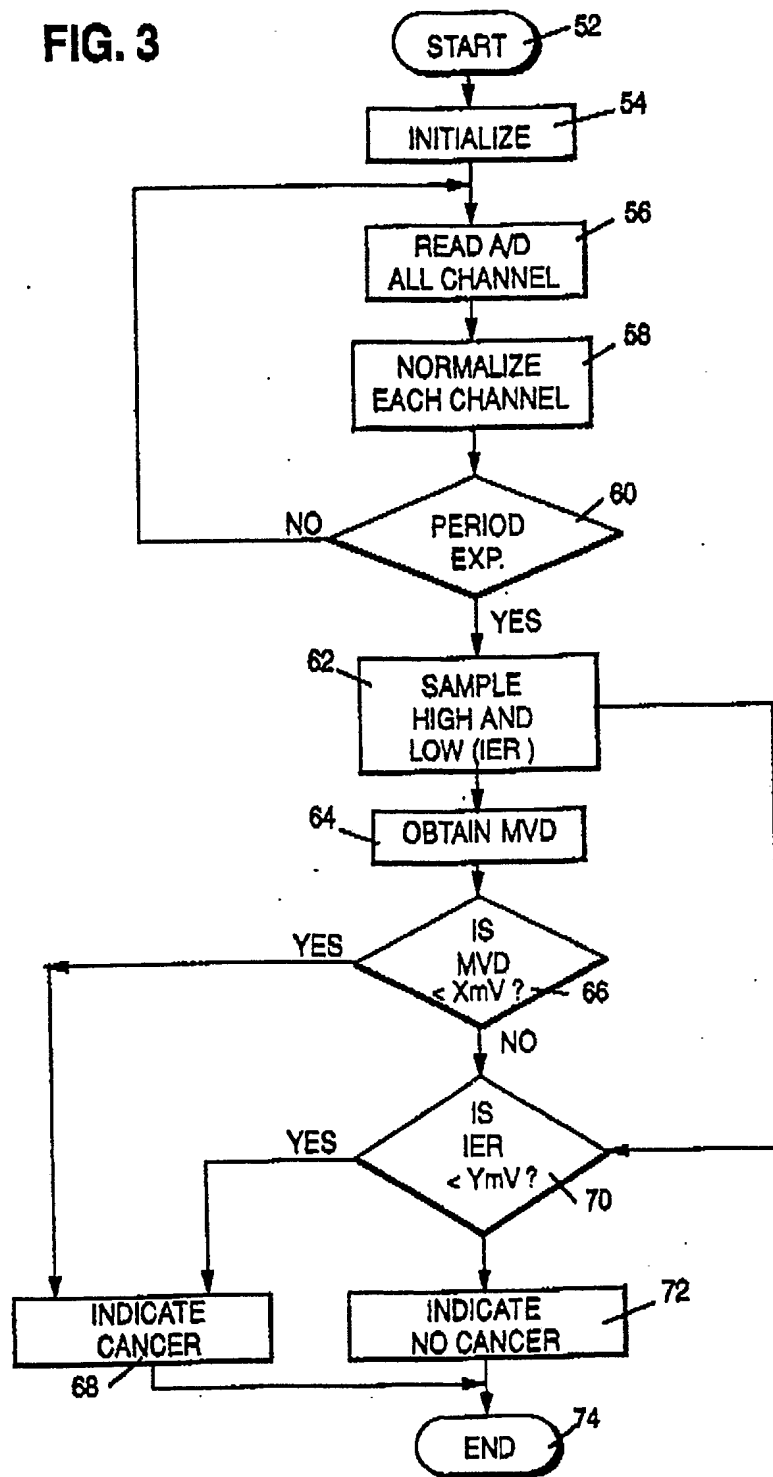 FIG. 3
START
52
INITIALIZE
54
READ A/D
ALL CHANNEL
56
NORMALIZE
EACH CHANNEL
58
PERIOD
EXP.
60
NO
YES
62
SAMPLE
HIGH AND
LOW (IER)
64
OBTAIN MVD
IS
MVD
< XmV ?
66
YES
NO
IS
IER
< YmV ?
70
YES
INDICATE
CANCER
68
INDICATE
NO CANCER
72
END
74